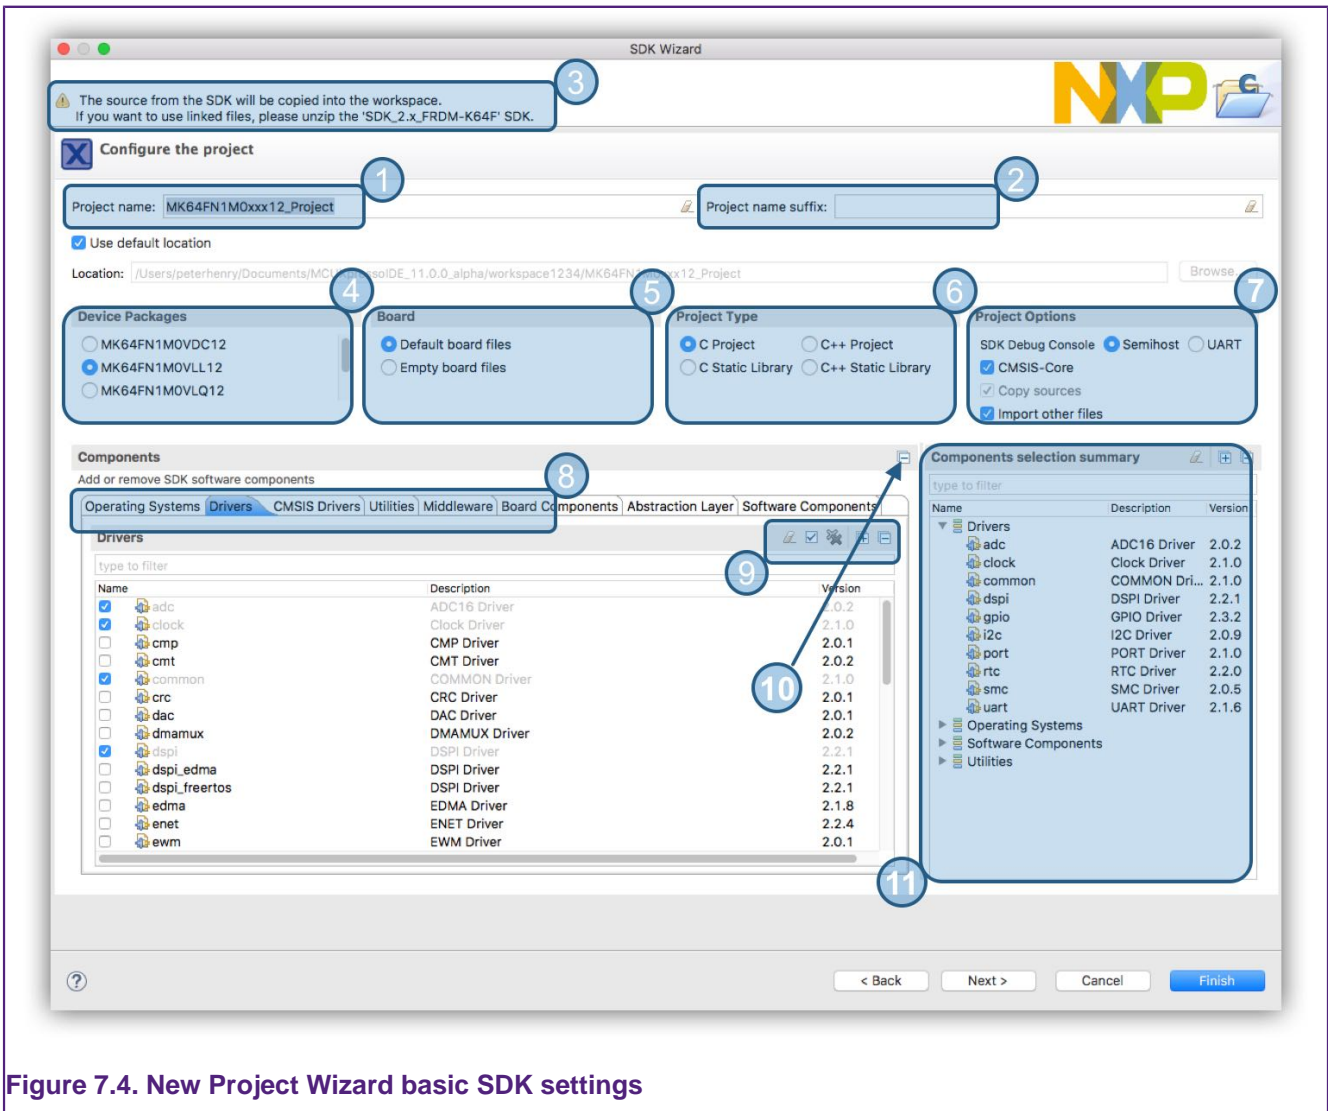 SDK Wizard
3
NXP
C
The source from the SDK will be copied into the workspace.
If you want to use linked files, please unzip the 'SDK_2.x_FRDM-K64F' SDK.
X Configure the project
1
2
Project name: MK64FN1M0xxx12_Project
Project name suffix:
Use default location
Location: /Users/peterhenry/Documents/MCUXpressoIDE_11.0.0_alpha/workspace1234/MK64FN1M0xxx12_Project
Browse...
4
5
6
7
Device Packages
MK64FN1M0VDC12
MK64FN1M0VLL12
MK64FN1M0VLQ12
Board
Default board files
Empty board files
Project Type
C Project C++ Project
C Static Library C++ Static Library
Project Options
SDK Debug Console Semihost UART
CMSIS-Core
Copy sources
Import other files
Components
Add or remove SDK software components
8
Operating Systems Drivers CMSIS Drivers Utilities Middleware Board Components Abstraction Layer Software Components
Drivers
9
type to filter
Name Description Version
adc ADC16 Driver 2.0.2
clock Clock Driver 2.1.0
cmp CMP Driver 2.0.1
cmt CMT Driver 2.0.2
common COMMON Driver 2.1.0
crc CRC Driver 2.0.1
dac DAC Driver 2.0.1
dmamux DMAMUX Driver 2.0.2
dspi DSPI Driver 2.2.1
dspi_edma DSPI Driver 2.2.1
dspi_freertos DSPI Driver 2.2.1
edma EDMA Driver 2.1.8
enet ENET Driver 2.2.4
ewm EWM Driver 2.0.1
10
11
Components selection summary
type to filter
Name Description Version
Drivers
adc ADC16 Driver 2.0.2
clock Clock Driver 2.1.0
common COMMON Dri... 2.1.0
dspi DSPI Driver 2.2.1
gpio GPIO Driver 2.3.2
i2c I2C Driver 2.0.9
port PORT Driver 2.1.0
rtc RTC Driver 2.2.0
smc SMC Driver 2.0.5
uart UART Driver 2.1.6
Operating Systems
Software Components
Utilities
?
< Back
Next >
Cancel
Finish
Figure 7.4. New Project Wizard basic SDK settings